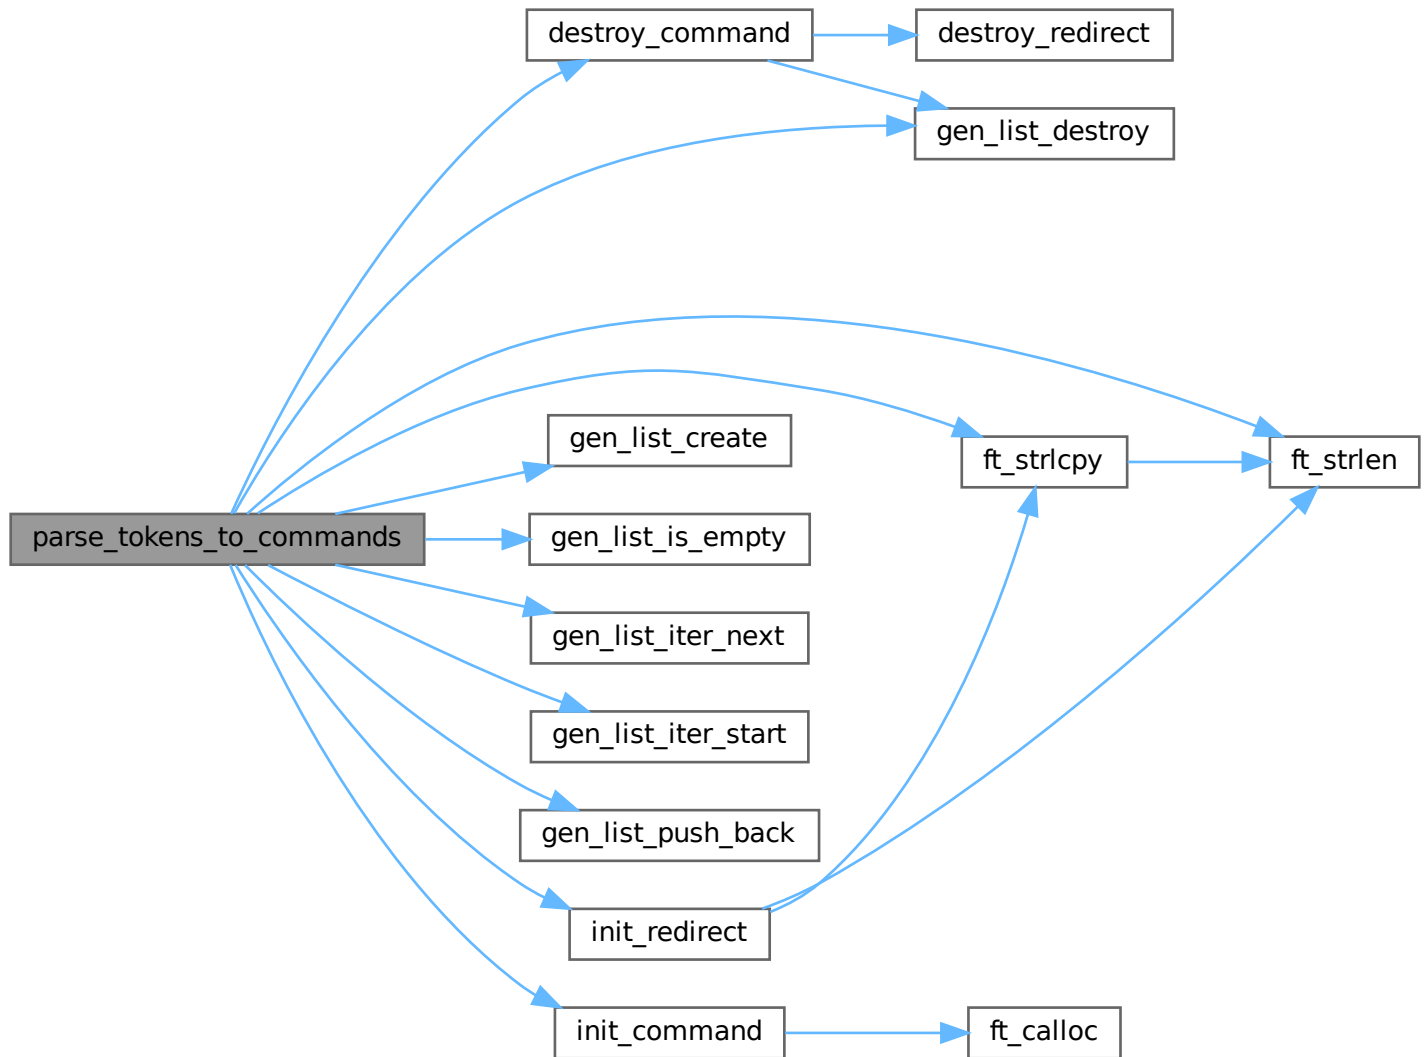 destroy_command
destroy_redirect
gen_list_destroy
gen_list_create
ft_strlcpy
ft_strlen
parse_tokens_to_commands
gen_list_is_empty
gen_list_iter_next
gen_list_iter_start
gen_list_push_back
init_redirect
init_command
ft_calloc